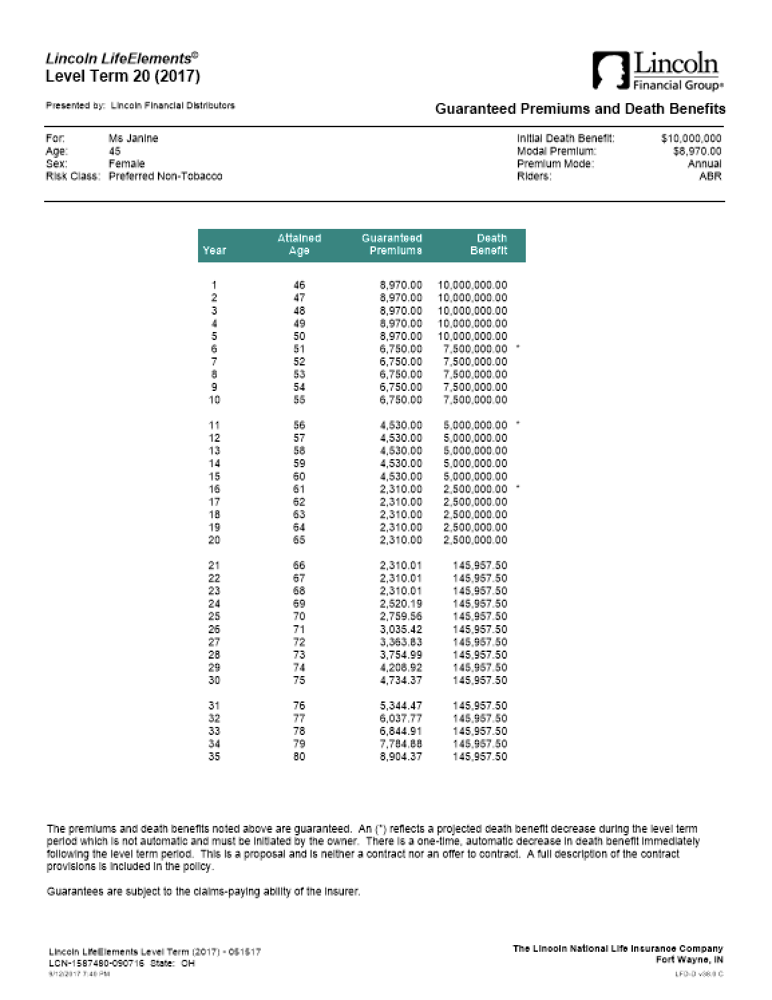 Lincoln LifeElements®
Level Term 20 (2017)
Lincoln
Financial Group®
Presented by: Lincoln Financial Distributors
Guaranteed Premiums and Death Benefits
For: Ms Janine Initial Death Benefit: $10,000,000
Age: 45 Modal Premium: $8,970.00
Sex: Female Premium Mode: Annual
Risk Class: Preferred Non-Tobacco Riders: ABR
Attained Guaranteed Death
Year Age Premiums Benefit
1 46 8,970.00 10,000,000.00
2 47 8,970.00 10,000,000.00
3 48 8,970.00 10,000,000.00
4 49 8,970.00 10,000,000.00
5 50 8,970.00 10,000,000.00
6 51 6,750.00 7,500,000.00 *
7 52 6,750.00 7,500,000.00
8 53 6,750.00 7,500,000.00
9 54 6,750.00 7,500,000.00
10 55 6,750.00 7,500,000.00
11 56 4,530.00 5,000,000.00 *
12 57 4,530.00 5,000,000.00
13 58 4,530.00 5,000,000.00
14 59 4,530.00 5,000,000.00
15 60 4,530.00 5,000,000.00
16 61 2,310.00 2,500,000.00 *
17 62 2,310.00 2,500,000.00
18 63 2,310.00 2,500,000.00
19 64 2,310.00 2,500,000.00
20 65 2,310.00 2,500,000.00
21 66 2,310.01 145,957.50
22 67 2,310.01 145,957.50
23 68 2,310.01 145,957.50
24 69 2,520.19 145,957.50
25 70 2,759.56 145,957.50
26 71 3,035.42 145,957.50
27 72 3,363.83 145,957.50
28 73 3,754.99 145,957.50
29 74 4,208.92 145,957.50
30 75 4,734.37 145,957.50
31 76 5,344.47 145,957.50
32 77 6,037.77 145,957.50
33 78 6,844.91 145,957.50
34 79 7,784.88 145,957.50
35 80 8,904.37 145,957.50
The premiums and death benefits noted above are guaranteed. An (*) reflects a projected death benefit decrease during the level term
period which is not automatic and must be initiated by the owner. There is a one-time, automatic decrease in death benefit immediately
following the level term period. This is a proposal and is neither a contract nor an offer to contract. A full description of the contract
provisions is included in the policy.
Guarantees are subject to the claims-paying ability of the insurer.
Lincoln LifeElements Level Term (2017) - 051517
LCN-1587480-090716 State: OH
9/12/2017 7:40 PM
The Lincoln National Life Insurance Company
Fort Wayne, IN
LFD-D v38.0 C